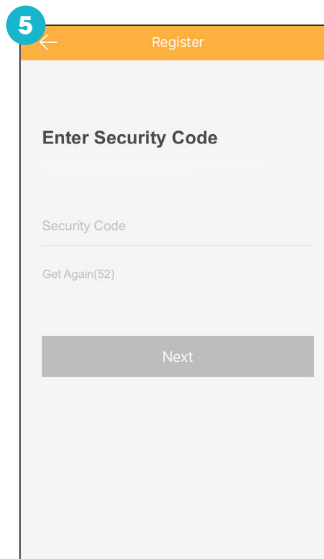 5
Register
Enter Security Code
Security Code
Get Again(52)
Next